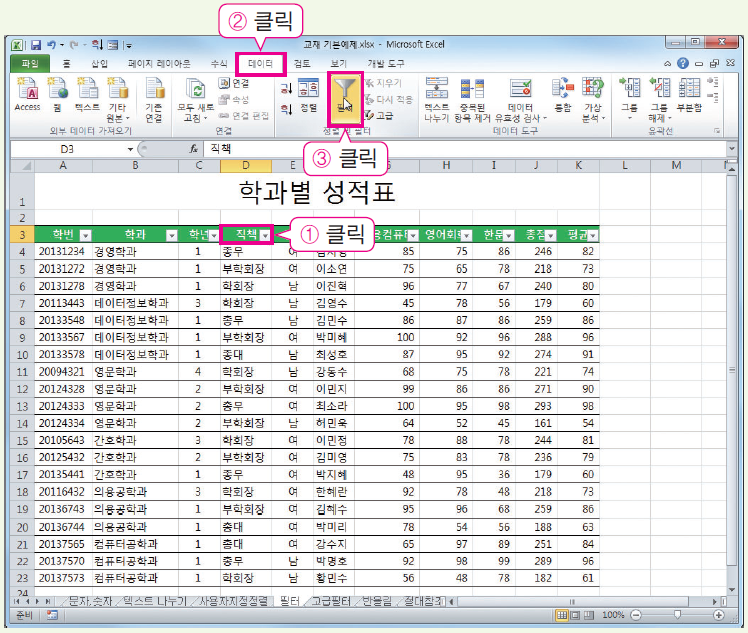 ② 클릭
교재 기본예제.xlsx - Microsoft Excel
파일 홈 삽입 페이지 레이아웃 수식 데이터 검토 보기 개발 도구
Access 웹 텍스트 기타 원본 기존 연결 모두 새로 고침 연결 속성 연결 편집 정렬 필터 지우기 다시 적용 고급 텍스트 나누기 중복된 항목 제거 데이터 유효성 검사 통합 가상 분석 그룹 그룹 해제 부분합
외부 데이터 가져오기 연결 정렬 및 필터 데이터 도구 윤곽선
D3 fx 직책
③ 클릭
A B C D E H I J K L M
1 학과별 성적표
2
3 학번 학과 학년 직책 영어회화 한문 총점 평균
① 클릭
4 20131234 경영학과 1 총무 여 85 75 86 246 82
5 20131272 경영학과 1 부학회장 여 이소연 75 65 78 218 73
6 20131278 경영학과 1 학회장 남 이진혁 96 77 67 240 80
7 20113443 데이터정보학과 3 학회장 남 김영수 45 78 56 179 60
8 20133548 데이터정보학과 1 총무 남 김민수 86 87 86 259 86
9 20133567 데이터정보학과 1 부학회장 여 박미혜 100 92 96 288 96
10 20133578 데이터정보학과 1 총대 남 최성호 87 95 92 274 91
11 20094321 영문학과 4 학회장 남 강동수 68 75 78 221 74
12 20124328 영문학과 2 부학회장 여 이민지 99 86 86 271 90
13 20124333 영문학과 2 총무 여 최소라 100 95 98 293 98
14 20124334 영문학과 2 부학회장 남 허민욱 64 52 45 161 54
15 20105643 간호학과 3 학회장 여 이민정 78 88 78 244 81
16 20125432 간호학과 2 부학회장 여 김미영 75 83 78 236 79
17 20135441 간호학과 1 총무 여 박지혜 48 95 36 179 60
18 20116432 의용공학과 3 학회장 여 한혜란 92 78 48 218 73
19 20136743 의용공학과 1 부학회장 여 김혜수 95 96 68 259 86
20 20136744 의용공학과 1 총대 여 박미리 78 54 56 188 63
21 20137565 컴퓨터공학과 1 총대 여 강수지 65 97 89 251 84
22 20137570 컴퓨터공학과 1 총무 남 박명호 92 98 99 289 96
23 20137573 컴퓨터공학과 1 학회장 남 황민수 56 48 78 182 61
24
문자,숫자 텍스트 나누기 사용자지정정렬 필터 고급필터 반올림 절대참조
준비 100%